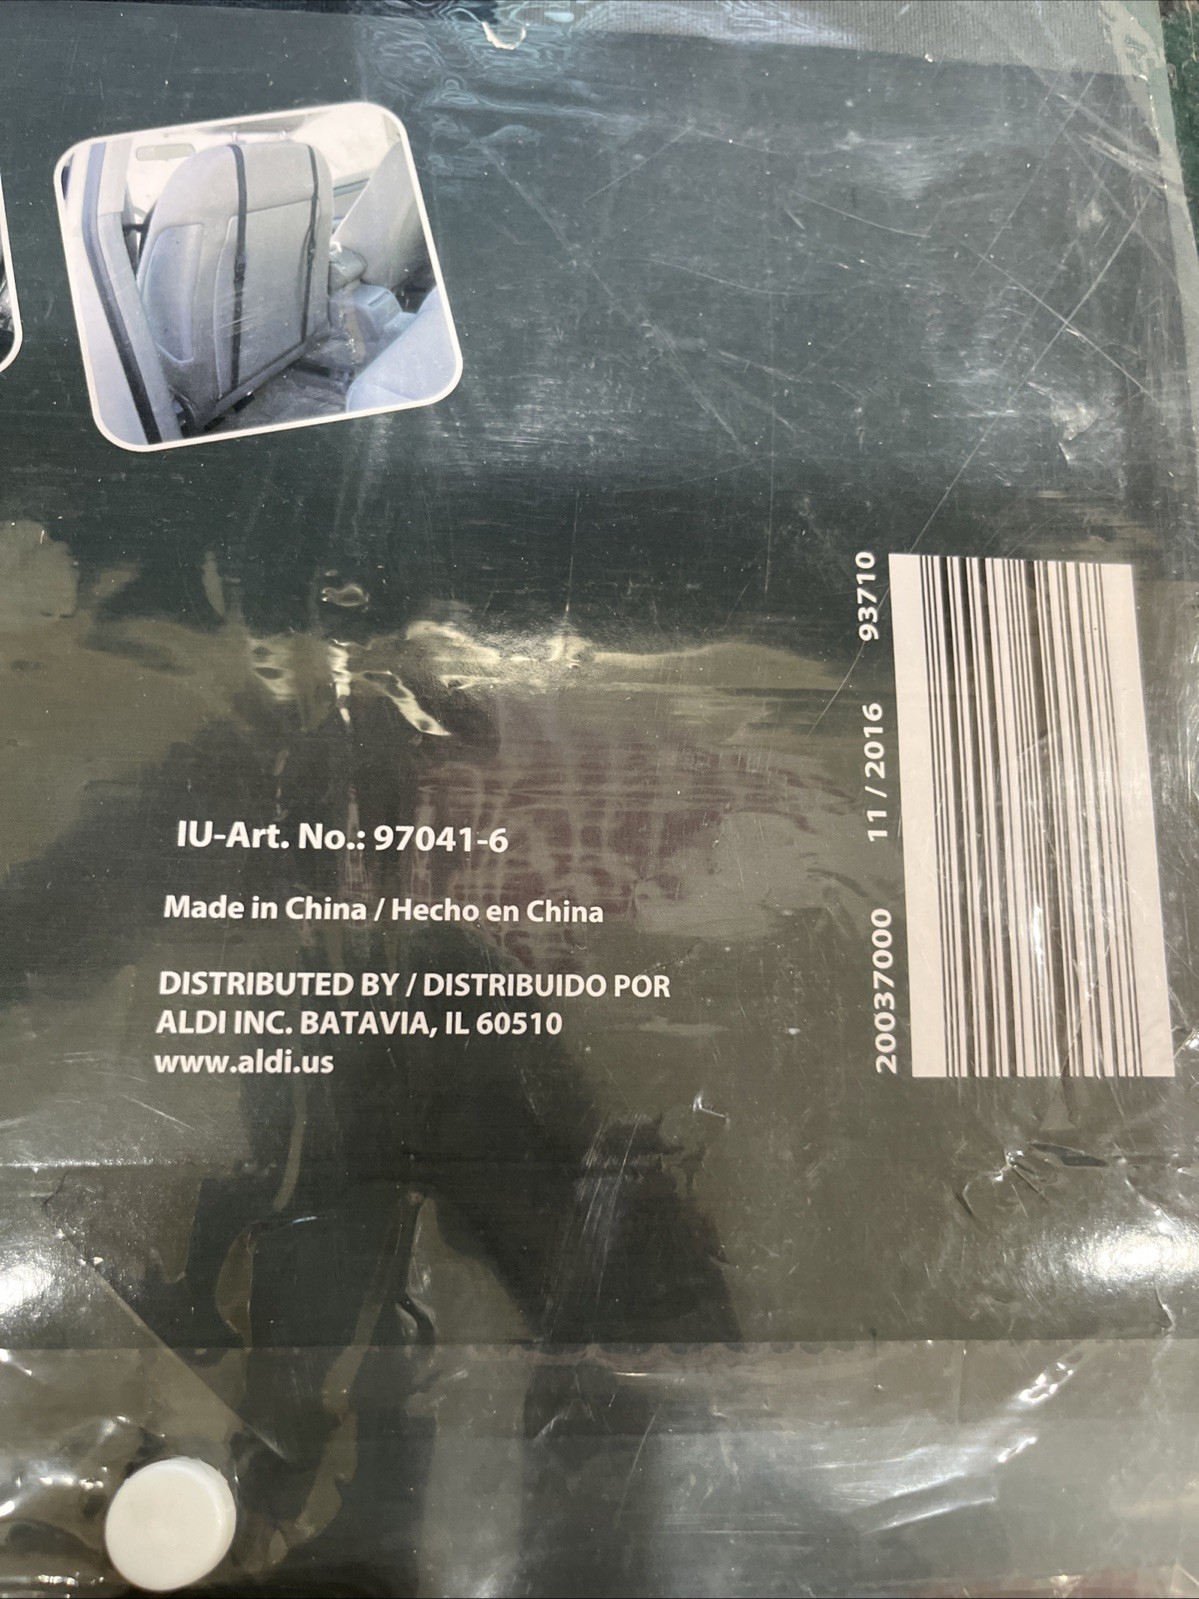 IU-Art. No.: 97041-6
Made in China / Hecho en China
DISTRIBUTED BY / DISTRIBUIDO POR
ALDI INC. BATAVIA, IL 60510
www.aldi.us
20037000 11 / 2016 93710